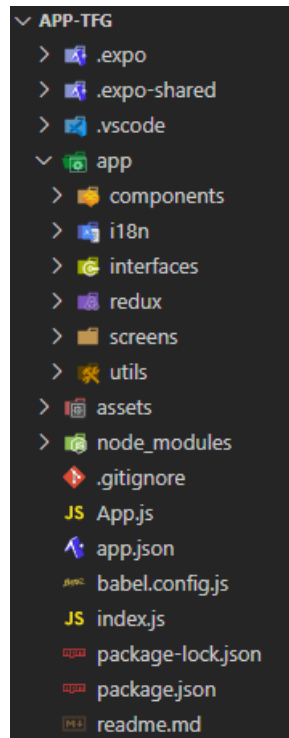 APP-TFG
.expo
.expo-shared
.vscode
app
components
i18n
interfaces
redux
screens
utils
assets
node_modules
.gitignore
JS App.js
app.json
babel.config.js
JS index.js
package-lock.json
package.json
readme.md